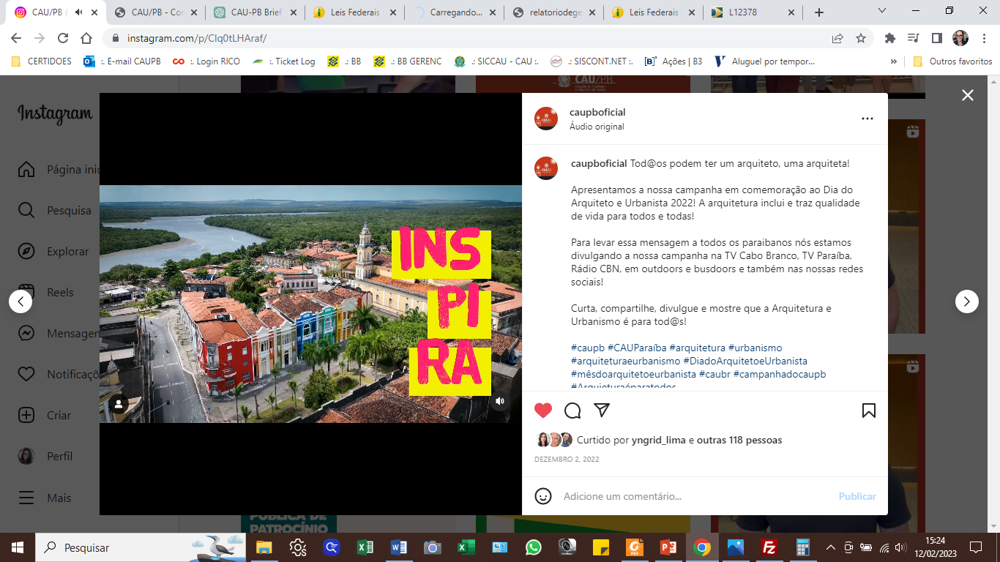 CAU/PB (
CAU/PB - Cor
CAU-PB Brief
Leis Federais
Carregando...
relatoriodege
Leis Federais
L12378
instagram.com/p/Clq0tLHAraf/
CERTIDOES
:. E-mail CAUPB
:. Login RICO
:. Ticket Log
.: BB
.: BB GERENC
.: SICCAU - CAU :.
.: SISCONT.NET :.
Ações | B3
Aluguel por tempor...
»
Outros favoritos
CAU/PB
Instagram
Página inic
Pesquisa
Explorar
Reels
Mensagen
Notificaçõ
Criar
Perfil
Mais
INS
PI
RA
caupboficial
Áudio original
caupboficial Tod@os podem ter um arquiteto, uma arquiteta!
Apresentamos a nossa campanha em comemoração ao Dia do
Arquiteto e Urbanista 2022! A arquitetura inclui e traz qualidade
de vida para todos e todas!
Para levar essa mensagem a todos os paraibanos nós estamos
divulgando a nossa campanha na TV Cabo Branco, TV Paraíba,
Rádio CBN, em outdoors e busdoors e também nas nossas redes
sociais!
Curta, compartilhe, divulgue e mostre que a Arquitetura e
Urbanismo é para tod@s!
#caupb #CAUParaíba #arquitetura #urbanismo
#arquiteturaeurbanismo #DiadoArquitetoeUrbanista
#mêsdoarquitetoeurbanista #caubr #campanhadocaupb
#Arquieturaéparatodos
Curtido por yngrid_lima e outras 118 pessoas
DEZEMBRO 2, 2022
Adicione um comentário...
Publicar
PÚBLICA DE
PATROCÍNIO
Pesquisar
15:24
12/02/2023